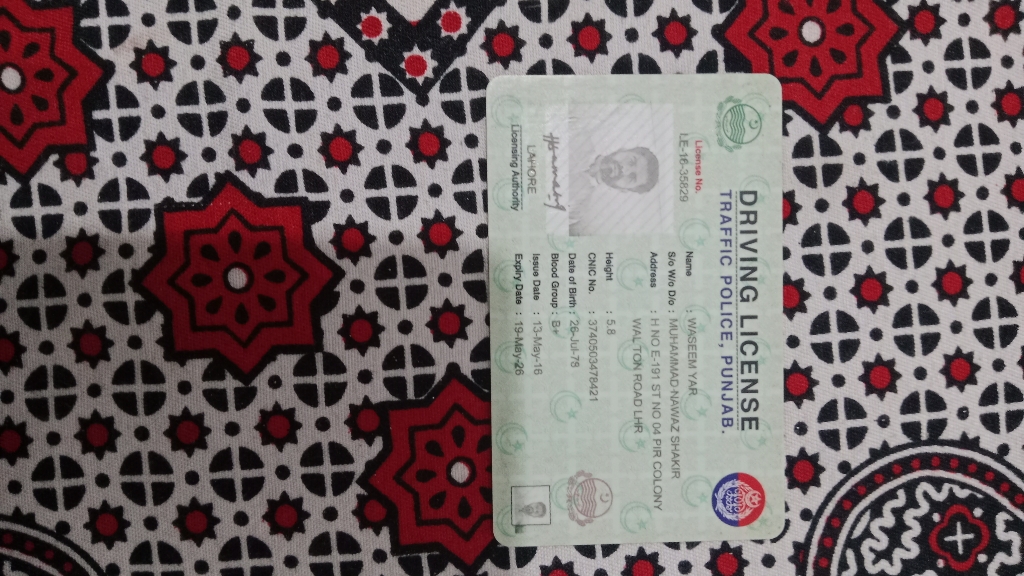 DRIVING LICENSE
TRAFFIC POLICE, PUNJAB.
License No.
LE-16-35829
Name : WASEEM YAR
S/o W/o D/o : MUHAMMAD NAWAZ SHAKIR
Address : H NO E-191 ST NO 04 PIR COLONY
WALTON ROAD LHR
Height : 5.8
CNIC No. : 3740503478421
Date of Birth : 26-Jul-79
Blood Group : B+
Issue Date : 13-May-16
Expiry Date : 19-May-26
LAHORE
Licensing Authority